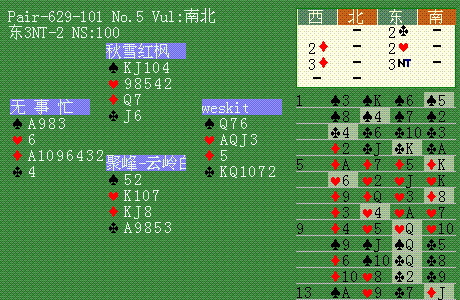 Pair-629-101 No.5 Vul:南北
东3NT-2 NS:100
秋雪红枫
♠KJ104
♥98542
♦Q7
♣J6
无事忙
♠A983
♥6
♦A1096432
♣4
weskit
♠Q76
♥AQJ3
♦5
♣KQ1072
聚峰-云岭白
♠52
♥K107
♦KJ8
♣A9853
西 北 东 南
2♣ –
2♦ – 2♥ –
3♦ – 3NT –
– –
1 ♠3 ♠K ♠6 ♠5
♠8 ♠4 ♠7 ♠2
♣4 ♣6 ♣10 ♣3
♦2 ♣J ♣K ♣A
5 ♦A ♦7 ♦5 ♦K
♥6 ♥2 ♥J ♥K
♦9 ♦Q ♥3 ♦8
♦3 ♥4 ♥A ♥7
9 ♦4 ♥5 ♥Q ♥10
♠9 ♠J ♠Q ♣5
♦6 ♠10 ♣Q ♣8
♦10 ♥8 ♣2 ♣9
13 ♠A ♥9 ♣7 ♦J